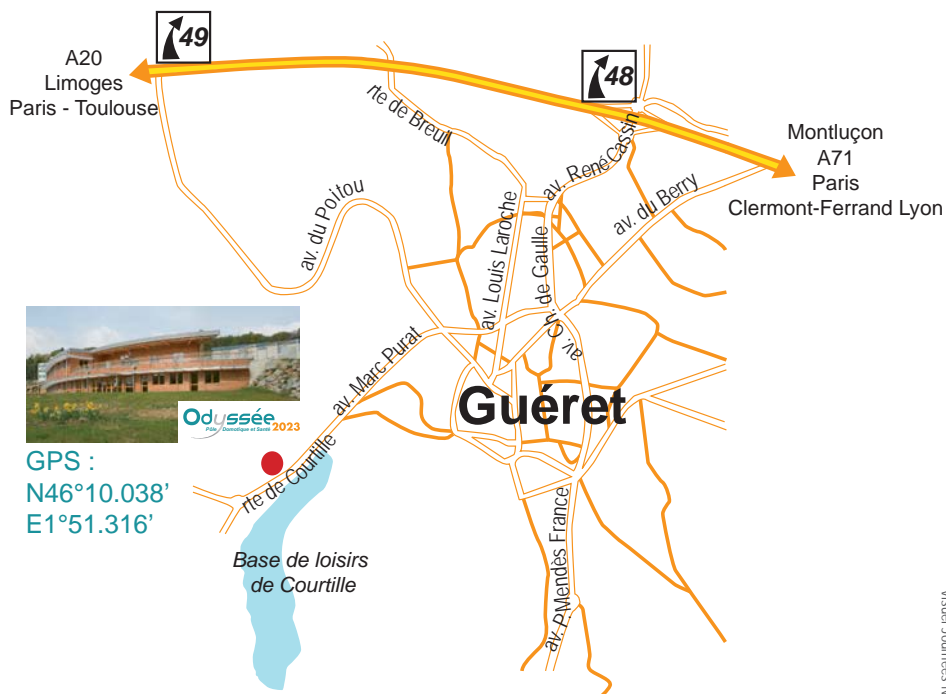 49
A20
Limoges
Paris - Toulouse
48
Montluçon
A71
Paris
Clermont-Ferrand Lyon
rte de Breuil
av. René Cassin
av. du Berry
av. du Poitou
av. Louis Laroche
av. Ch. de Gaulle
av. Marc Purat
Guéret
Odyssée 2023
Pôle Domotique et Santé
GPS :
N46°10.038’
E1°51.316’
rte de Courtille
Base de loisirs
de Courtille
av. P. Mendès France